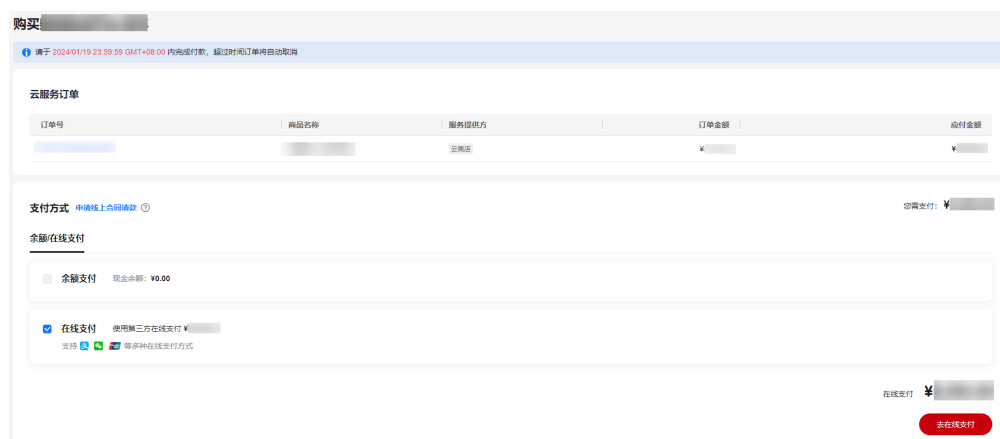 购买
请于 2024/01/19 23:59:59 GMT+08:00 内完成付款，超过时间订单将自动取消
云服务订单
订单号 商品名称 服务提供方 订单金额 应付金额
云商店 ¥ ¥
支付方式 申请线上合同请款 您需支付：¥
余额/在线支付
余额支付 现金余额：¥0.00
在线支付 使用第三方在线支付 ¥
支持 等多种在线支付方式
在线支付 ¥
去在线支付